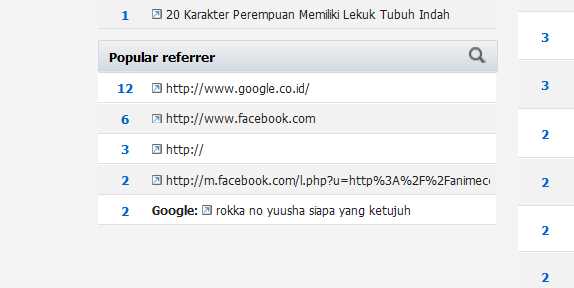 1 20 Karakter Perempuan Memiliki Lekuk Tubuh Indah
Popular referrer
12 http://www.google.co.id/
6 http://www.facebook.com
3 http://
2 http://m.facebook.com/l.php?u=http%3A%2F%2Fanimece
2 Google: rokka no yuusha siapa yang ketujuh
3
3
2
2
2
2